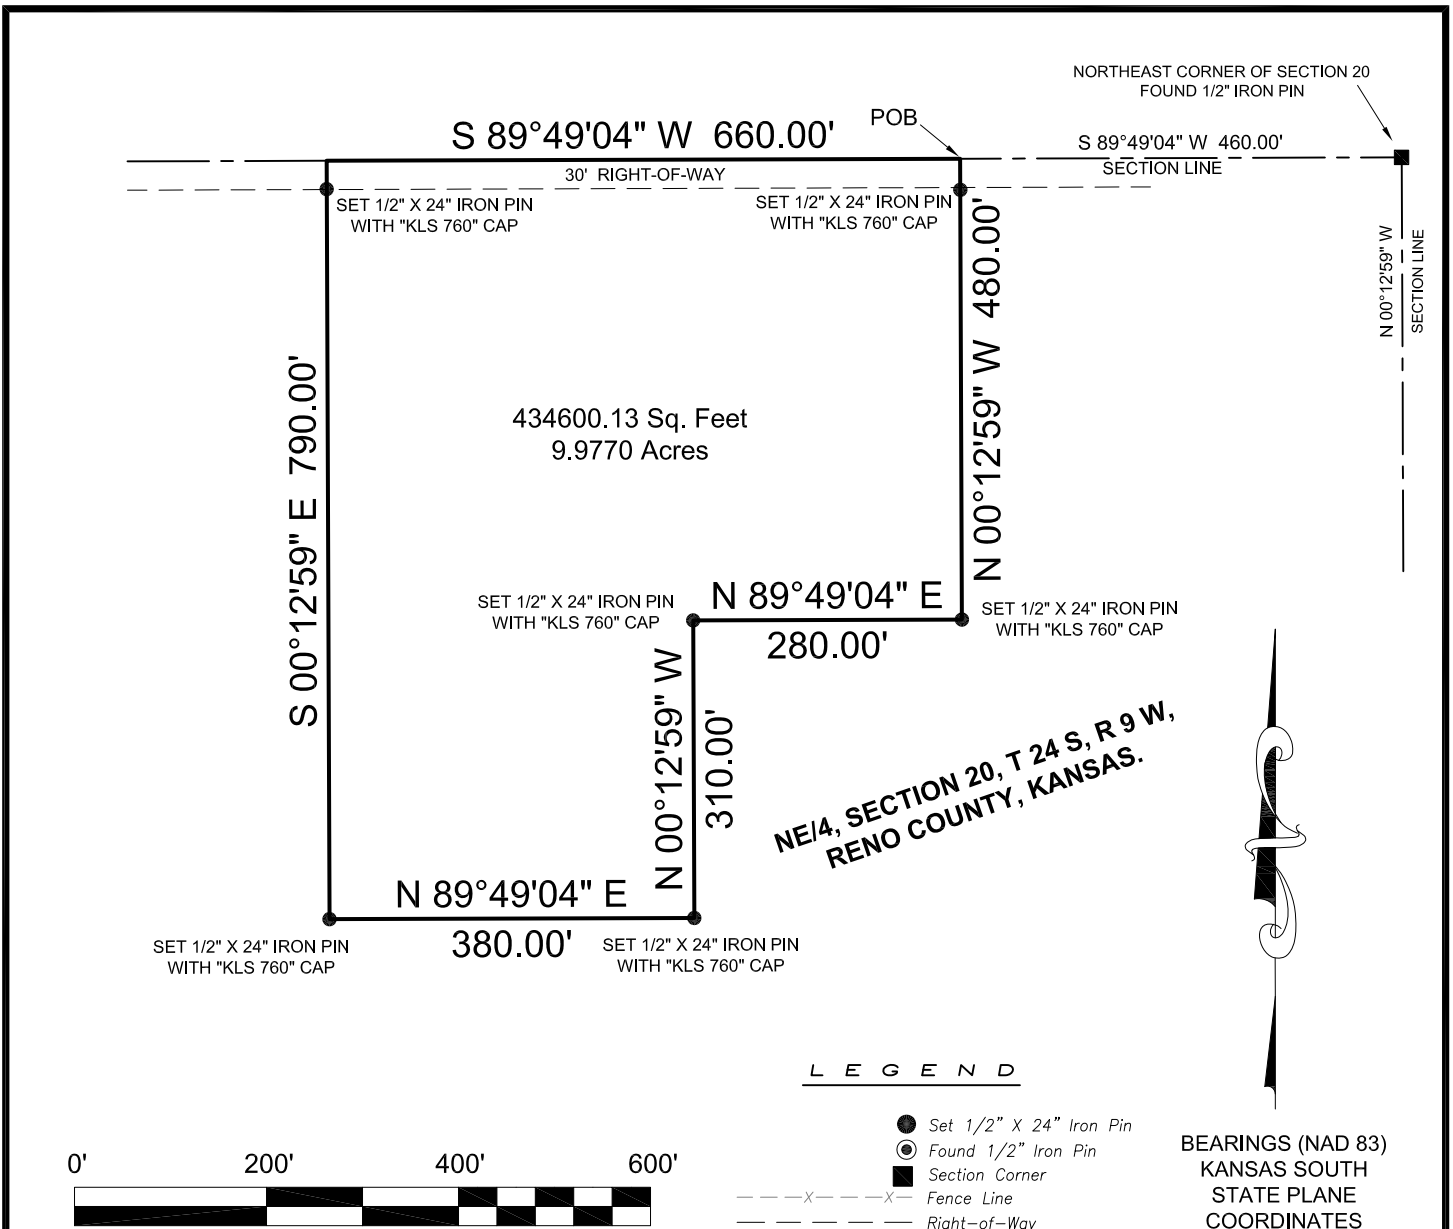 NORTHEAST CORNER OF SECTION 20
FOUND 1/2" IRON PIN
POB
S 89°49'04" W 660.00'
S 89°49'04" W 460.00'
SECTION LINE
30' RIGHT-OF-WAY
SET 1/2" X 24" IRON PIN
WITH "KLS 760" CAP
SET 1/2" X 24" IRON PIN
WITH "KLS 760" CAP
N 00°12'59" W
SECTION LINE
N 00°12'59" W 480.00'
S 00°12'59" E 790.00'
434600.13 Sq. Feet
9.9770 Acres
SET 1/2" X 24" IRON PIN
WITH "KLS 760" CAP
N 89°49'04" E
280.00'
SET 1/2" X 24" IRON PIN
WITH "KLS 760" CAP
N 00°12'59" W
310.00'
NE/4, SECTION 20, T 24 S, R 9 W,
RENO COUNTY, KANSAS.
N 89°49'04" E
380.00'
SET 1/2" X 24" IRON PIN
WITH "KLS 760" CAP
SET 1/2" X 24" IRON PIN
WITH "KLS 760" CAP
LEGEND
Set 1/2" X 24" Iron Pin
Found 1/2" Iron Pin
Section Corner
X X Fence Line
Right-of-Way
BEARINGS (NAD 83)
KANSAS SOUTH
STATE PLANE
COORDINATES
0' 200' 400' 600'